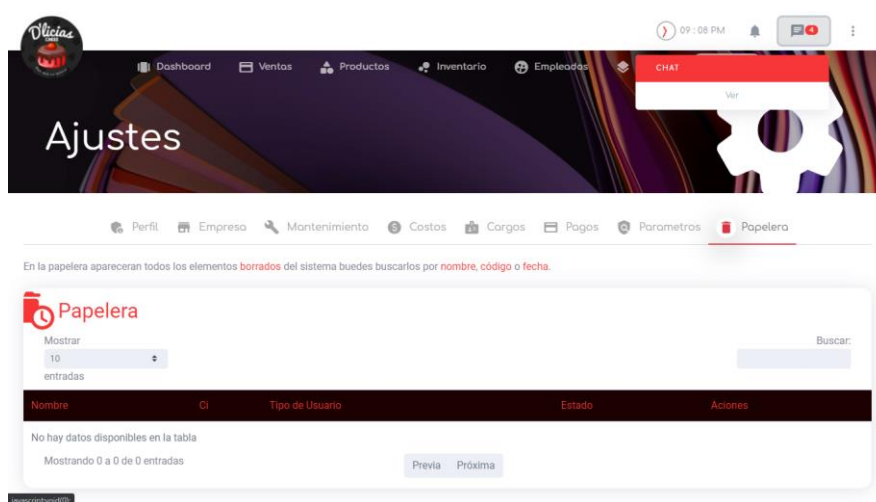 D'licias
09 : 08 PM
4
Dashboard
Ventas
Productos
Inventario
Empleados
CHAT
Ver
Ajustes
Perfil
Empresa
Mantenimiento
Costos
Cargos
Pagos
Parametros
Papelera
En la papelera apareceran todos los elementos borrados del sistema buedes buscarlos por nombre, código o fecha.
Papelera
Mostrar
Buscar:
10
entradas
Nombre Ci Tipo de Usuario Estado Aciones
No hay datos disponibles en la tabla
Mostrando 0 a 0 de 0 entradas
Previa Próxima
javascript:void(0);